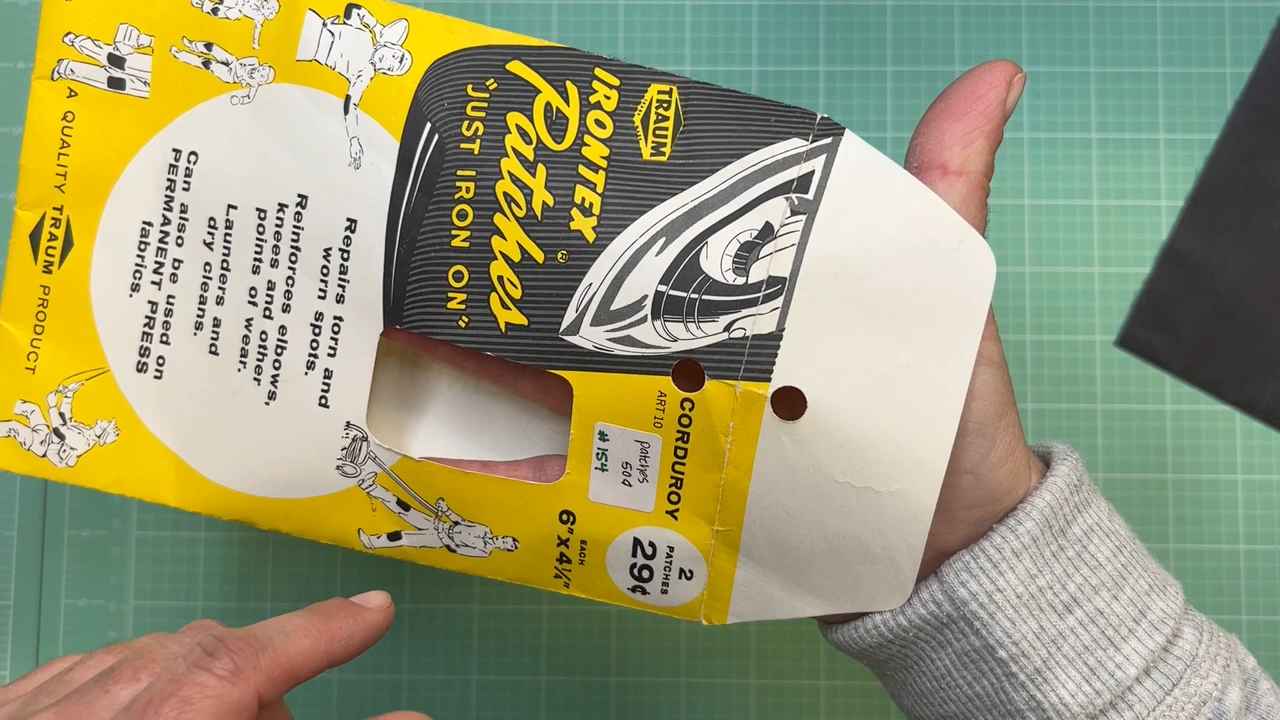 TRAUM
IRONTEX
Patches®
"JUST IRON ON"
CORDUROY
ART 10
patches
50¢
#154
2
PATCHES
29¢
EACH
6"x4¼"
Repairs torn and
worn spots.
Reinforces elbows,
knees and other
points of wear.
Launders and
dry cleans.
Can also be used on
PERMANENT PRESS
fabrics.
A QUALITY TRAUM PRODUCT